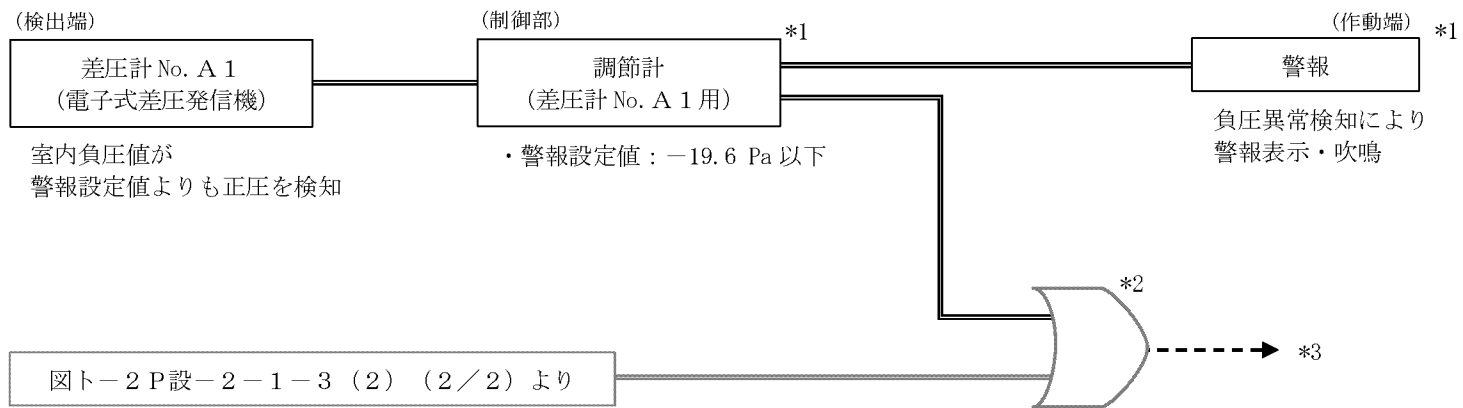 (検出端)
差圧計 No. A1
(電子式差圧発信機)
室内負圧値が
警報設定値よりも正圧を検知
(制御部)
*1
調節計
(差圧計 No. A1用)
・警報設定値：－19.6 Pa 以下
(作動端)
*1
警報
負圧異常検知により
警報表示・吹鳴
*2
*3
図ト－2P設－2－1－3 (2) (2／2) より